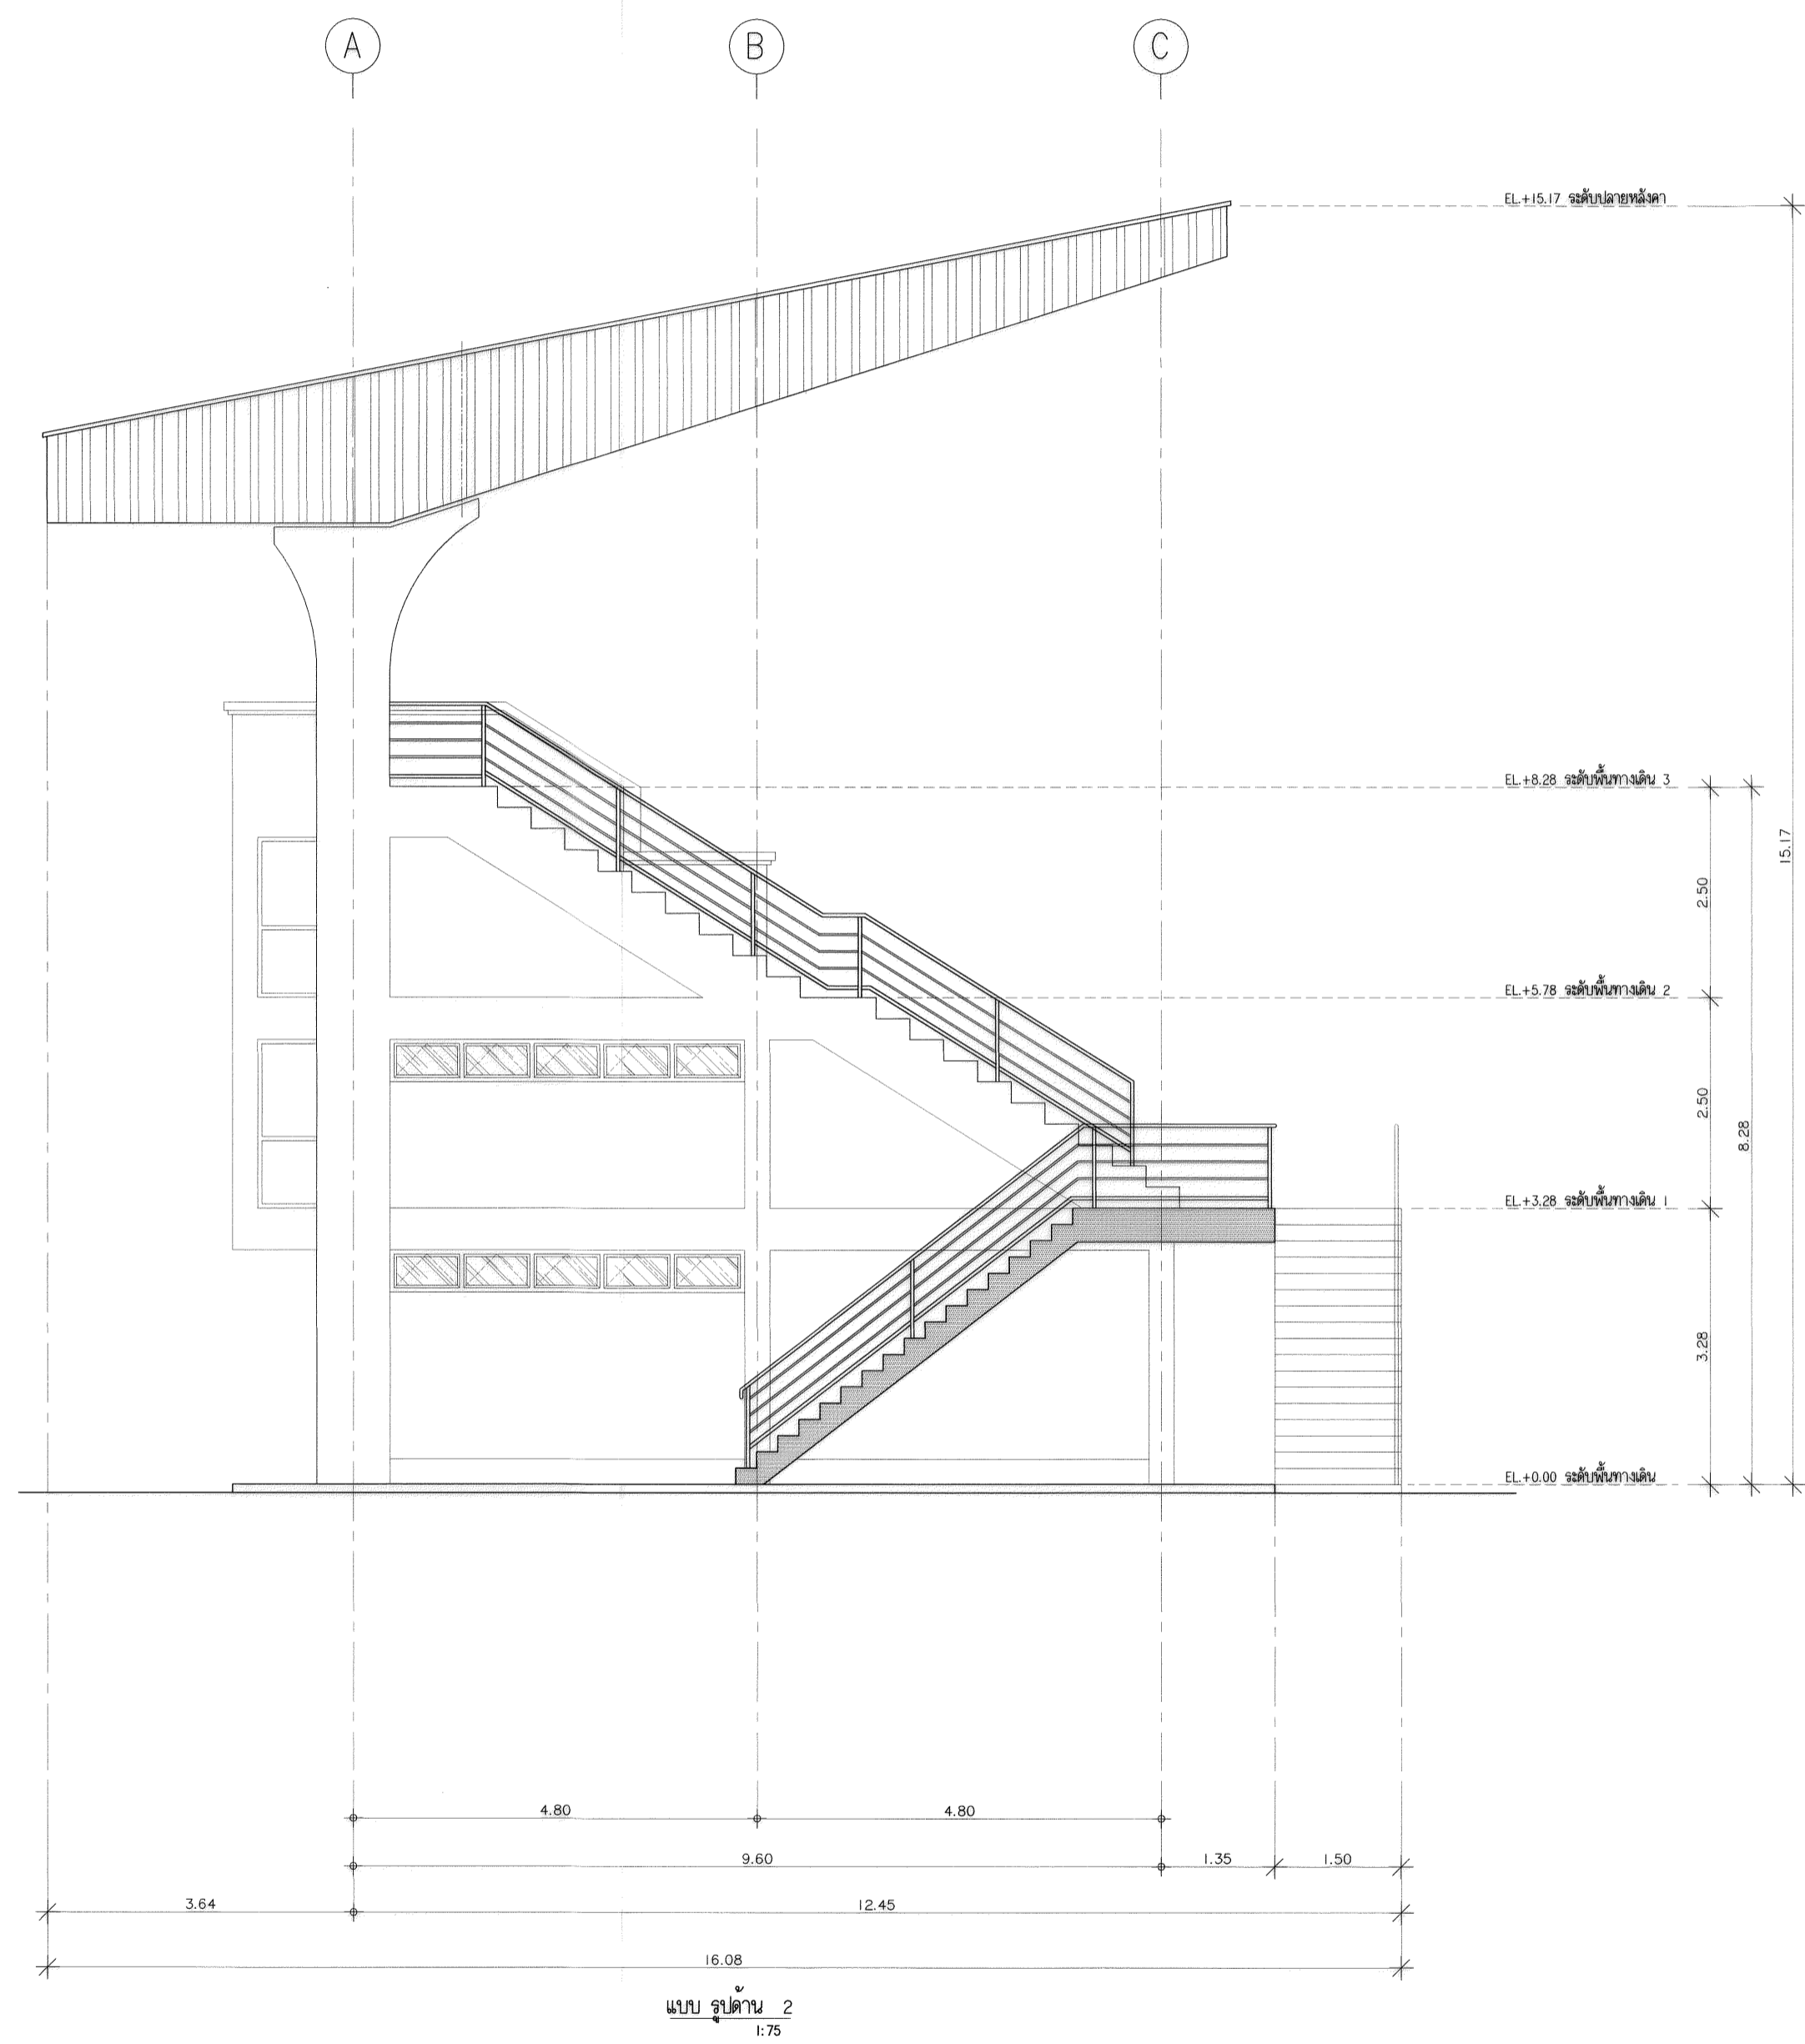 A B C
EL.+15.17 ระดับปลายหลังคา
EL.+8.28 ระดับพื้นทางเดิน 3
15.17
2.50
EL.+5.78 ระดับพื้นทางเดิน 2
2.50
8.28
EL.+3.28 ระดับพื้นทางเดิน 1
3.28
EL.+0.00 ระดับพื้นทางเดิน
4.80 4.80
9.60 1.35 1.50
3.64 12.45
16.08
แบบ รูปด้าน 2
1:75